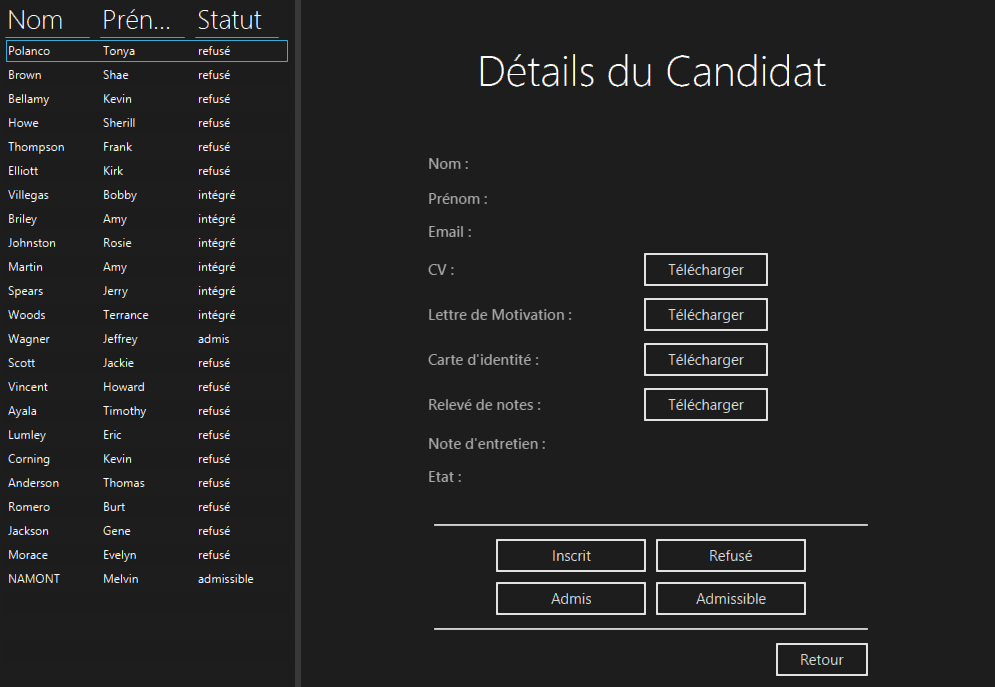 Nom Prén... Statut
Polanco Tonya refusé
Brown Shae refusé
Bellamy Kevin refusé
Howe Sherill refusé
Thompson Frank refusé
Elliott Kirk refusé
Villegas Bobby intégré
Briley Amy intégré
Johnston Rosie intégré
Martin Amy intégré
Spears Jerry intégré
Woods Terrance intégré
Wagner Jeffrey admis
Scott Jackie refusé
Vincent Howard refusé
Ayala Timothy refusé
Lumley Eric refusé
Corning Kevin refusé
Anderson Thomas refusé
Romero Burt refusé
Jackson Gene refusé
Morace Evelyn refusé
NAMONT Melvin admissible
Détails du Candidat
Nom :
Prénom :
Email :
CV : Télécharger
Lettre de Motivation : Télécharger
Carte d'identité : Télécharger
Relevé de notes : Télécharger
Note d'entretien :
Etat :
Inscrit Refusé
Admis Admissible
Retour